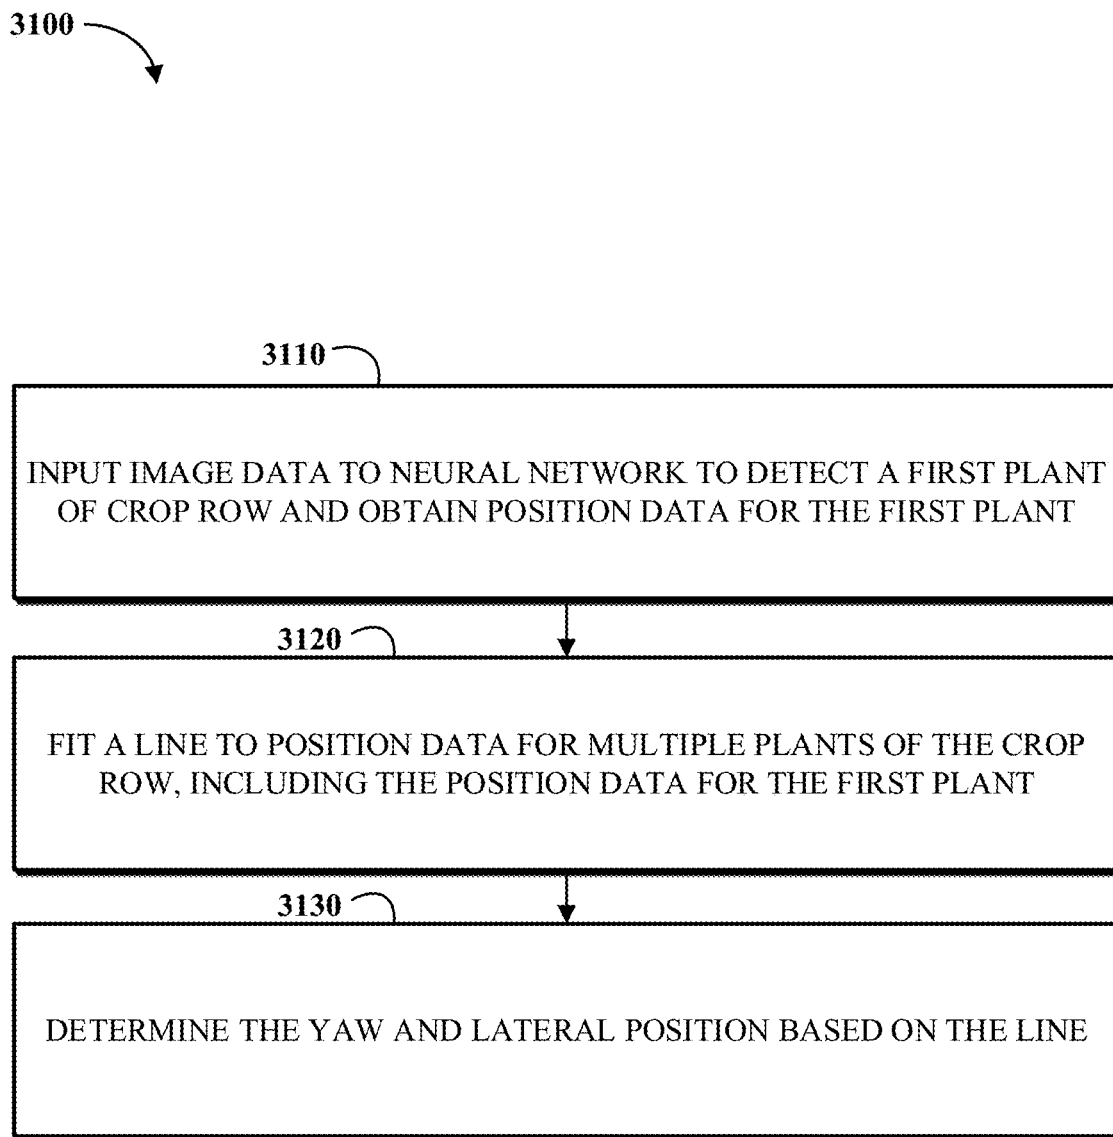 3100
3110
INPUT IMAGE DATA TO NEURAL NETWORK TO DETECT A FIRST PLANT
OF CROP ROW AND OBTAIN POSITION DATA FOR THE FIRST PLANT
3120
FIT A LINE TO POSITION DATA FOR MULTIPLE PLANTS OF THE CROP
ROW, INCLUDING THE POSITION DATA FOR THE FIRST PLANT
3130
DETERMINE THE YAW AND LATERAL POSITION BASED ON THE LINE